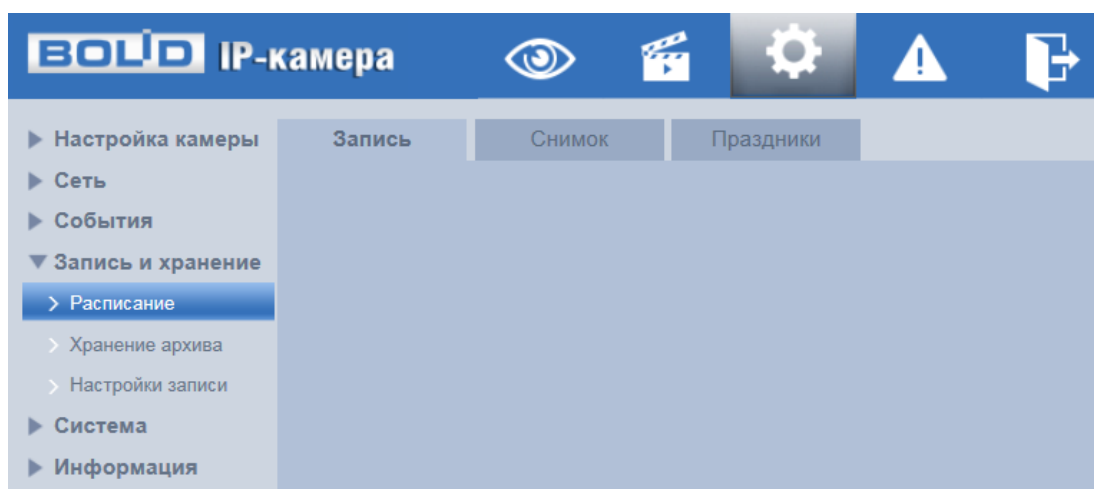 BOLID IP-камера
Настройка камеры
Сеть
События
Запись и хранение
Расписание
Хранение архива
Настройки записи
Система
Информация
Запись Снимок Праздники